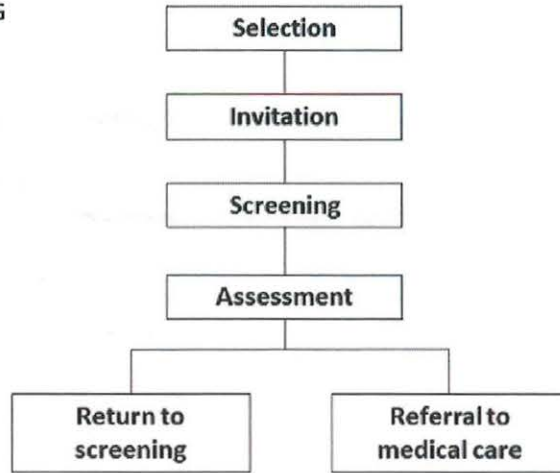 G
Selection
Invitation
Screening
Assessment
Return to
screening
Referral to
medical care